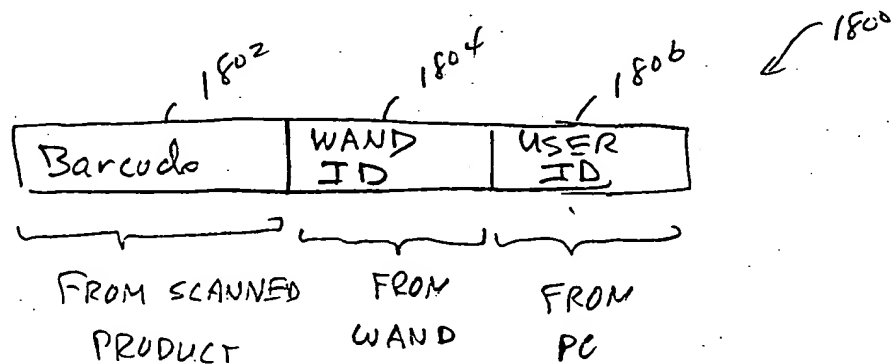 1800
1802 1804 1806
Barcode WAND ID USER ID
FROM SCANNED PRODUCT FROM WAND FROM PC